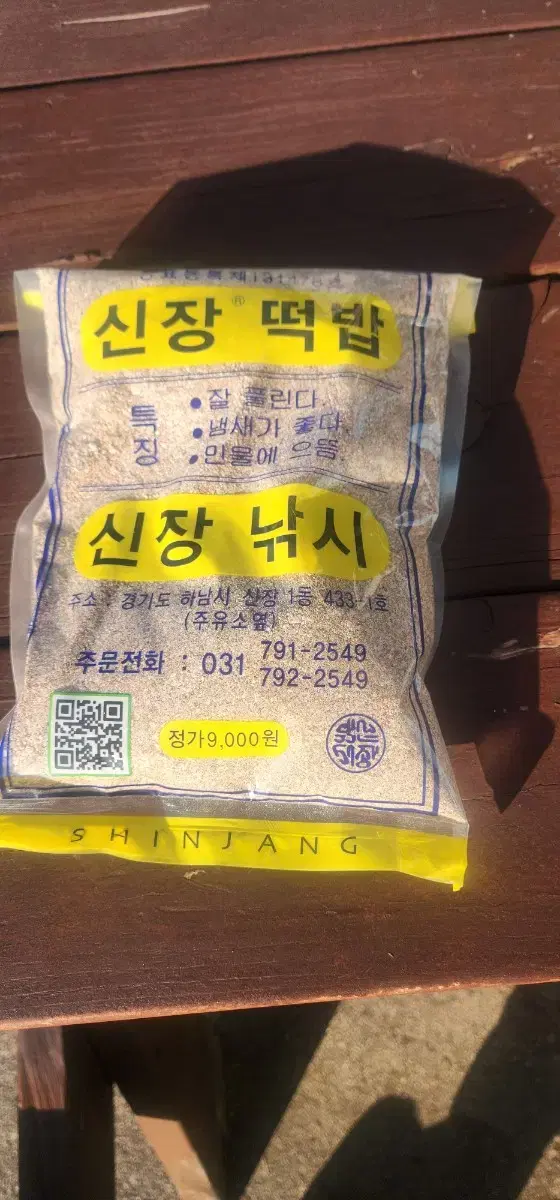 신장® 떡밥
특징
• 잘 풀린다.
• 냄새가 좋다.
• 민물에 으뜸.
신장 낚시
주소 : 경기도 하남시 신장 1동 433-1호
(주유소옆)
주문전화 : 031 791-2549
792-2549
정가9,000원
SHINJANG